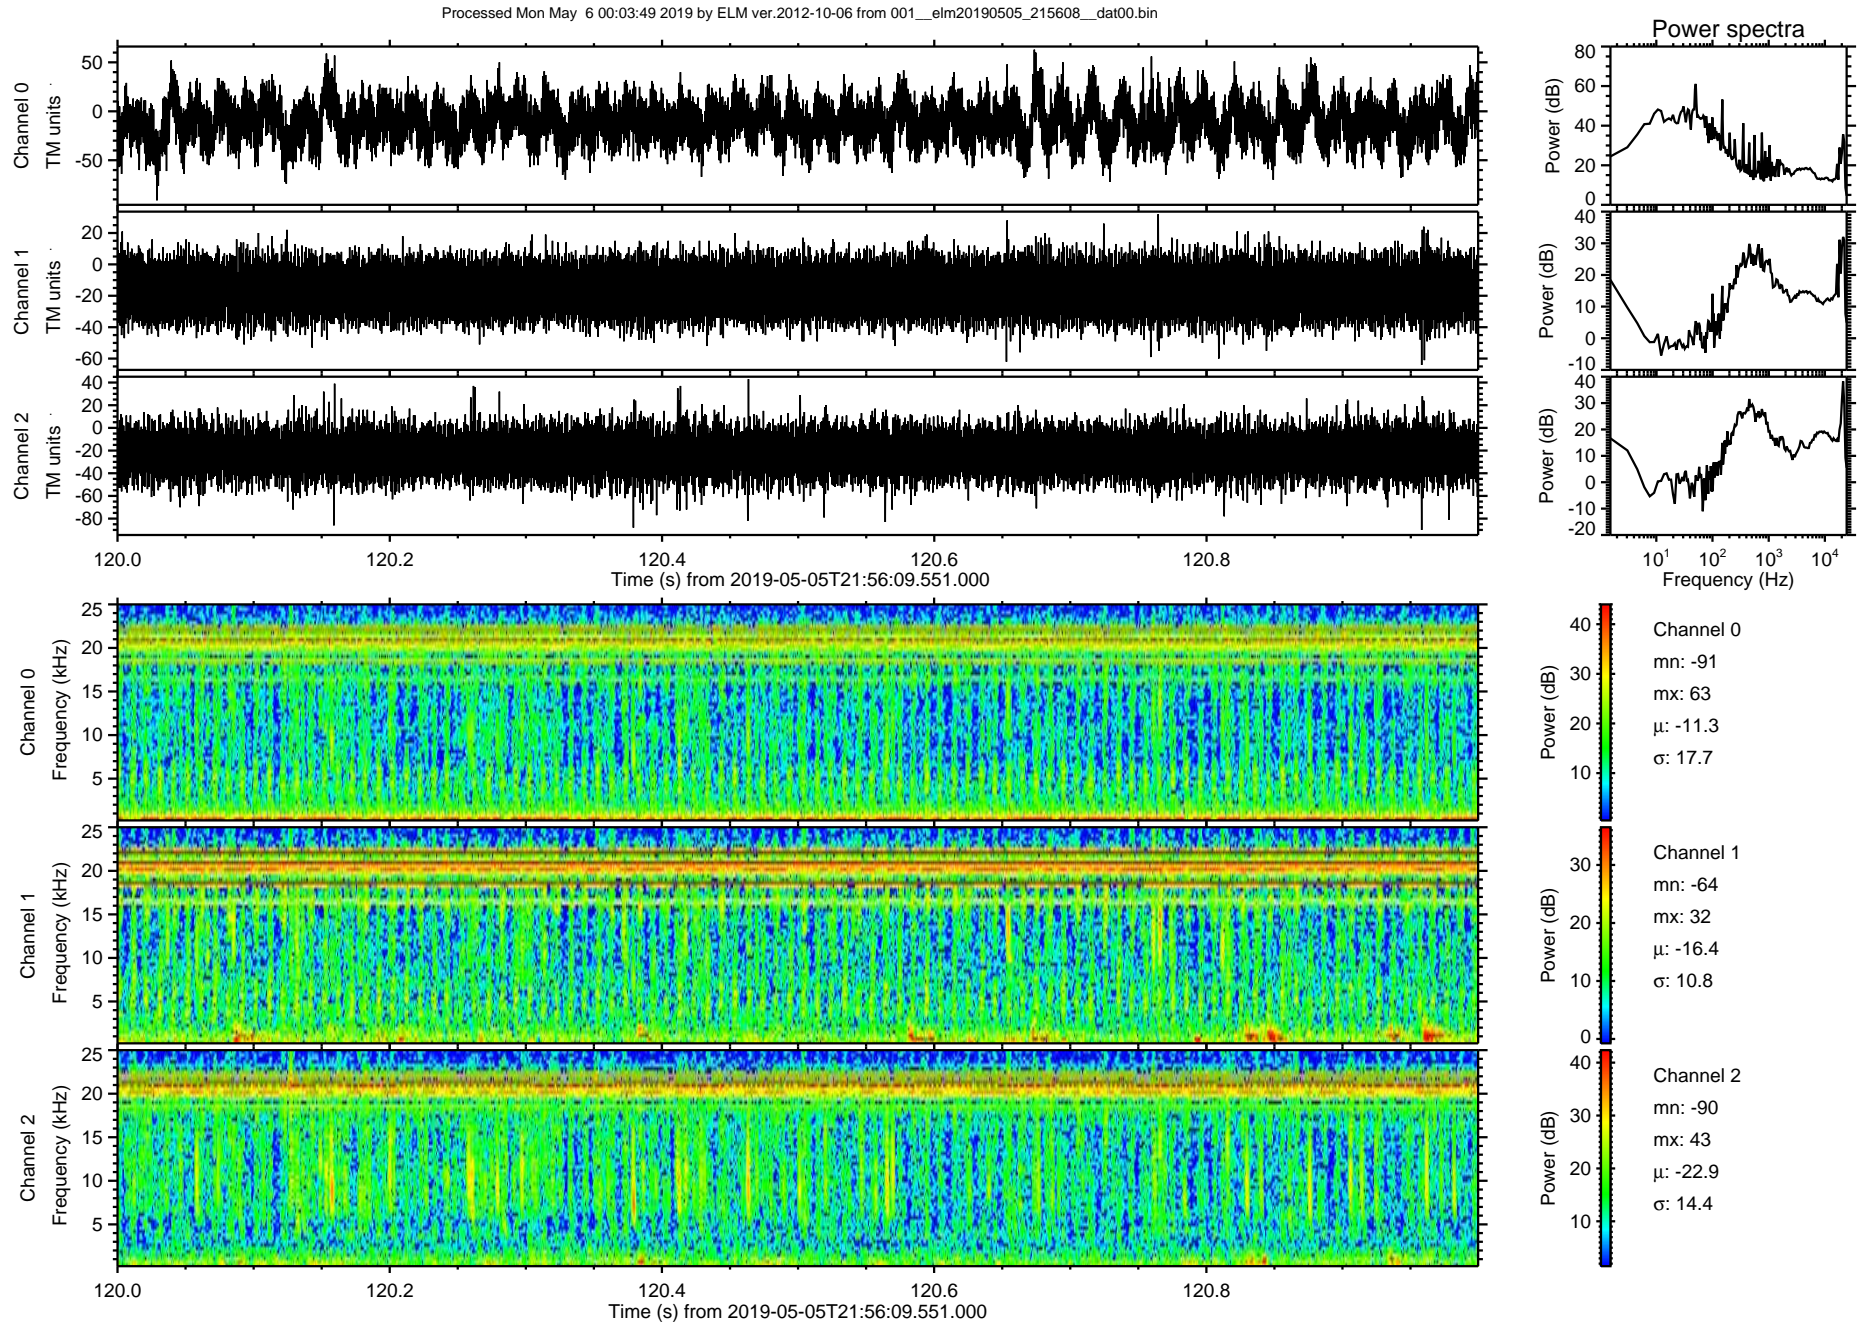 Processed Mon May  6 00:03:49 2019 by ELM ver.2012-10-06 from 001__elm20190505_215608__dat00.bin
Power spectra
Channel 0
TM units
50
0
-50
Power (dB)
80
60
40
20
0
Channel 1
TM units
20
0
-20
-40
-60
Power (dB)
40
30
20
10
0
-10
Channel 2
TM units
40
20
0
-20
-40
-60
-80
Power (dB)
40
30
20
10
0
-10
-20
120.0 120.2 120.4 120.6 120.8
Time (s) from 2019-05-05T21:56:09.551.000
10^1 10^2 10^3 10^4
Frequency (Hz)
Channel 0
Frequency (kHz)
25
20
15
10
5
Power (dB)
40
30
20
10
Channel 0
mn: -91
mx: 63
μ: -11.3
σ: 17.7
Channel 1
Frequency (kHz)
25
20
15
10
5
Power (dB)
30
20
10
0
Channel 1
mn: -64
mx: 32
μ: -16.4
σ: 10.8
Channel 2
Frequency (kHz)
25
20
15
10
5
Power (dB)
40
30
20
10
Channel 2
mn: -90
mx: 43
μ: -22.9
σ: 14.4
120.0 120.2 120.4 120.6 120.8
Time (s) from 2019-05-05T21:56:09.551.000